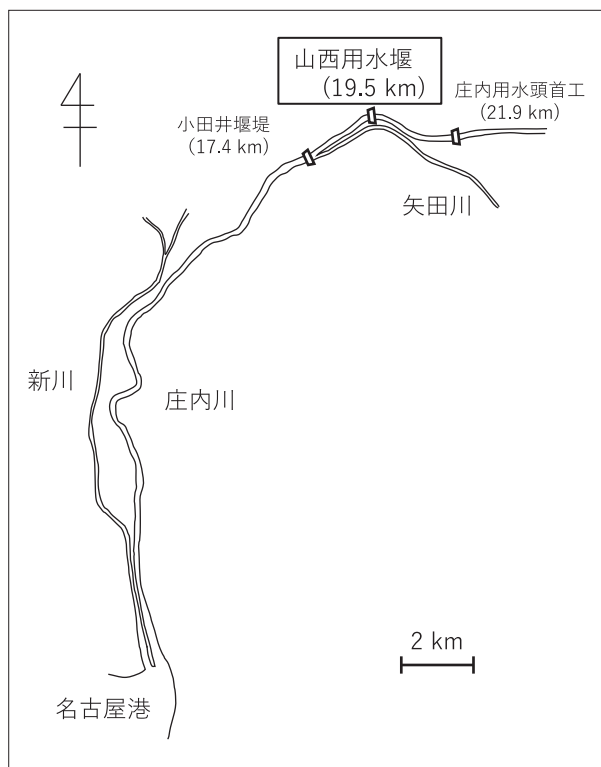 山西用水堰
(19.5 km)
庄内用水頭首工
(21.9 km)
小田井堰堤
(17.4 km)
矢田川
新川
庄内川
2 km
名古屋港